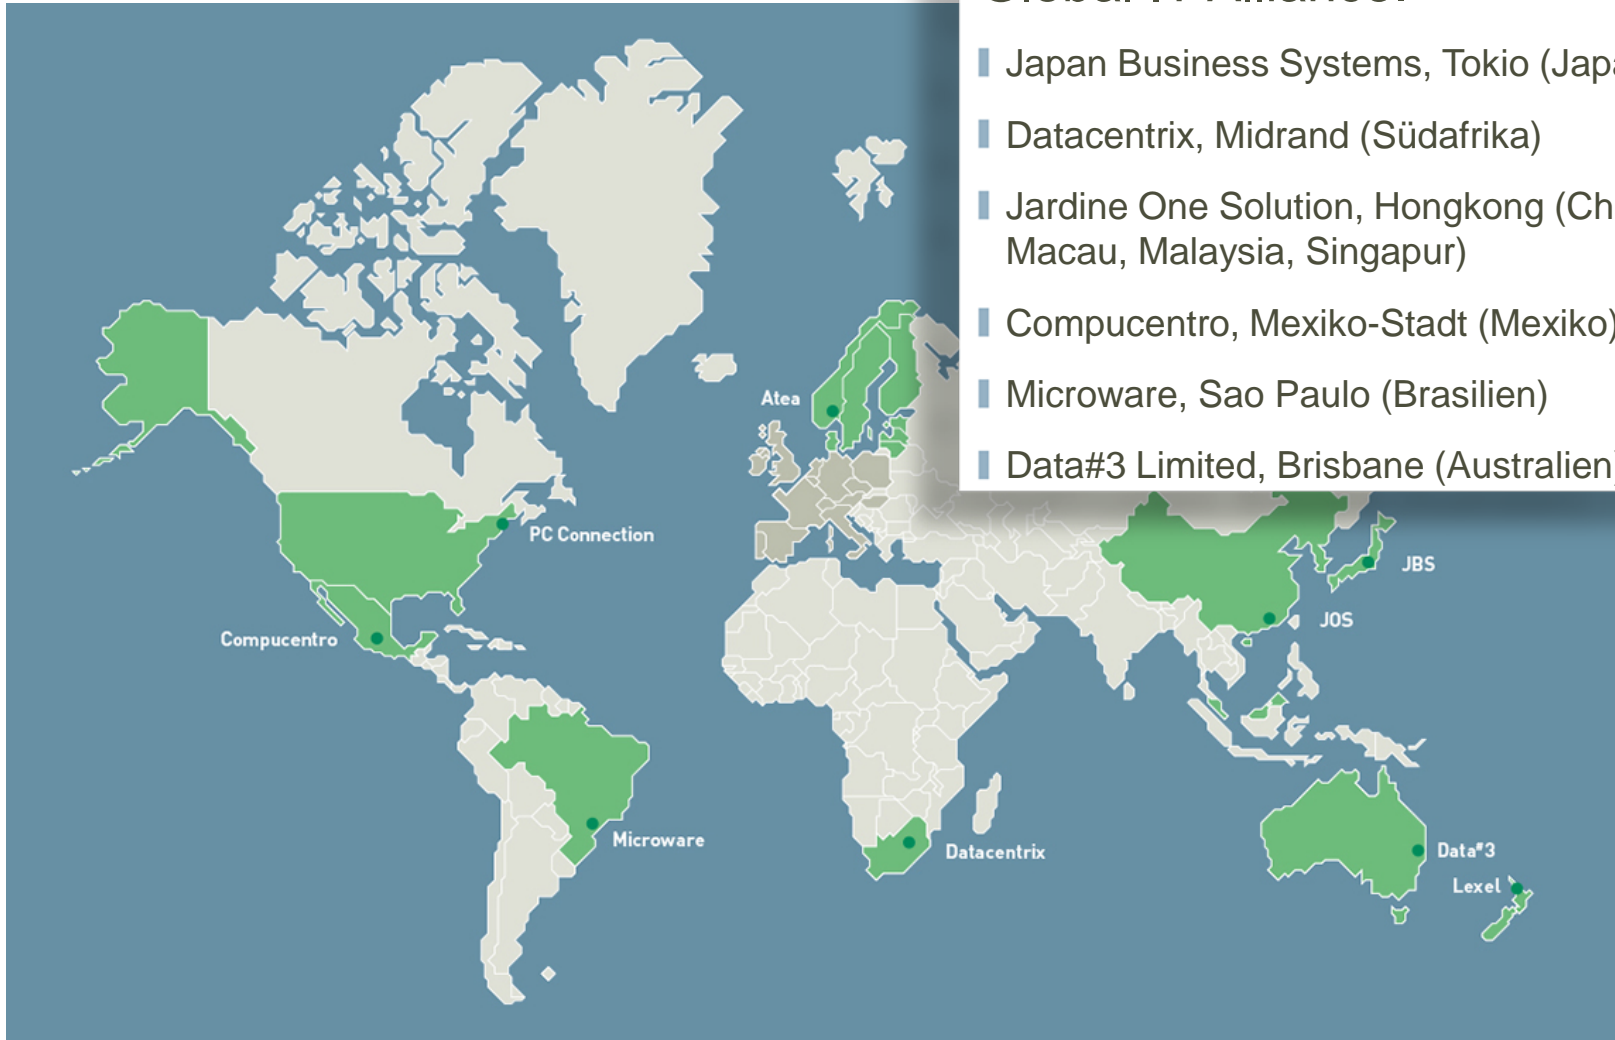 Japan Business Systems, Tokio
Datacentrix, Midrand (Südafrika)
Jardine One Solution, Hongkong
Macau, Malaysia, Singapur)
Compucentro, Mexiko-Stadt (Mexiko)
Microware, Sao Paulo (Brasilien)
Data#3 Limited, Brisbane (Australien)
Atea
PC Connection
JBS
JOS
Compucentro
Microware
Datacentrix
Data#3
Lexel